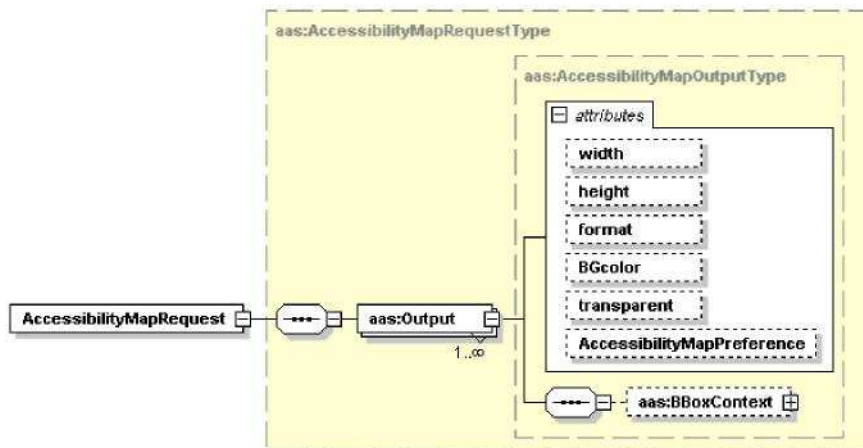 aas:AccessibilityMapRequestType
aas:AccessibilityMapOutputType
attributes
width
height
format
BGcolor
transparent
AccessibilityMapPreference
AccessibilityMapRequest
aas:Output
1..∞
aas:BBoxContext